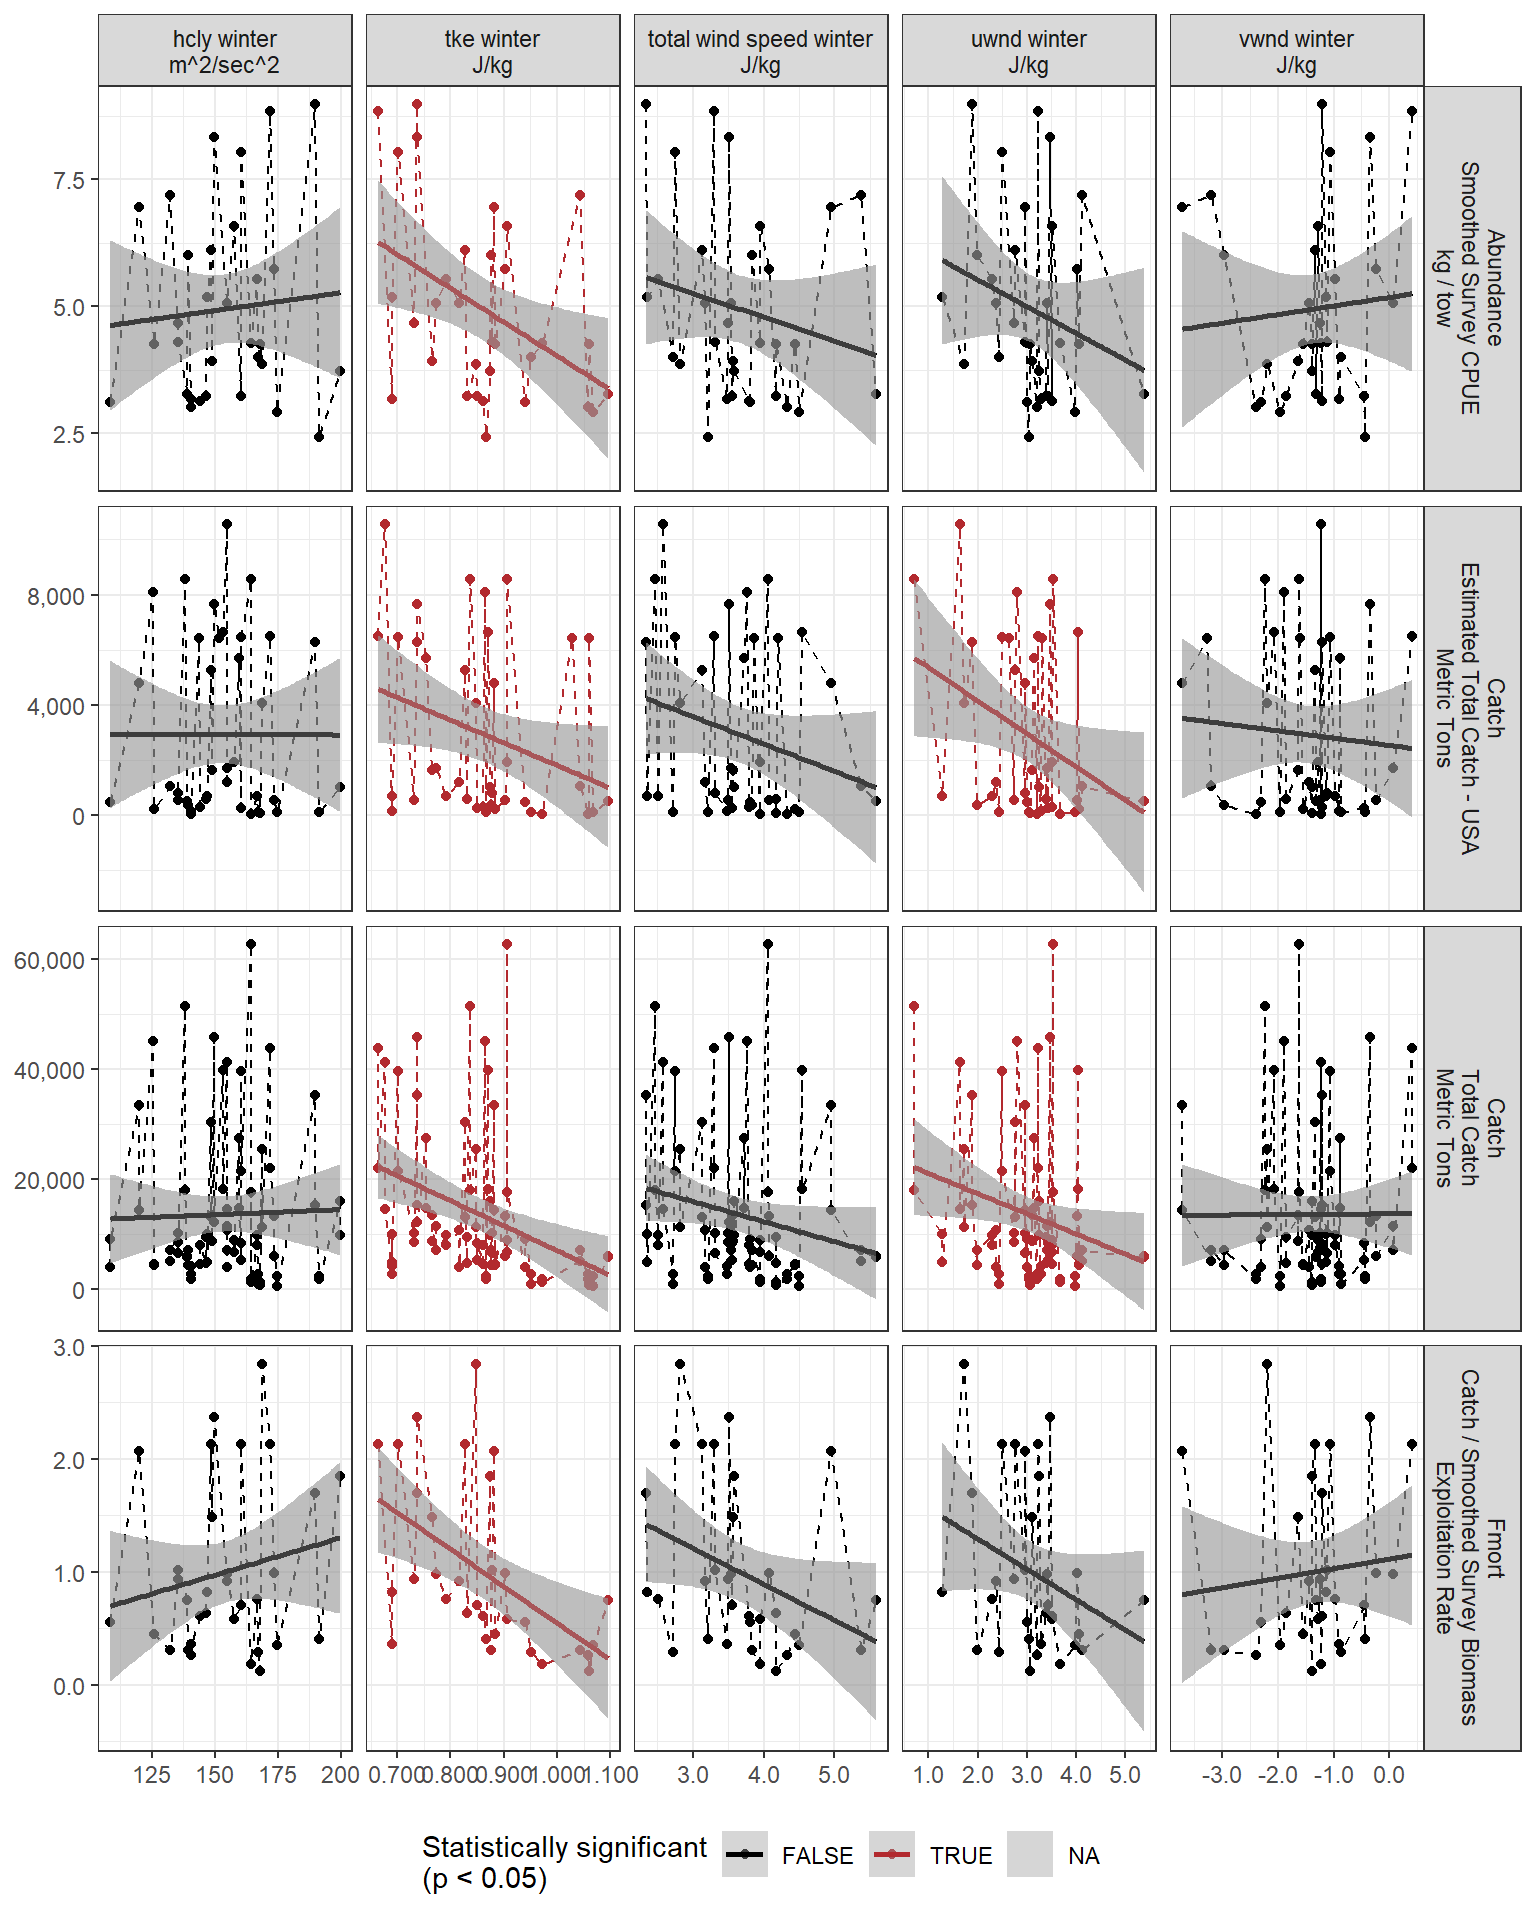 hcly winter
m^2/sec^2
tke winter
J/kg
total wind speed winter
J/kg
uwnd winter
J/kg
vwnd winter
J/kg
7.5
5.0
2.5
Abundance
Smoothed Survey CPUE
kg / tow
8,000
4,000
0
Catch
Estimated Total Catch - USA
Metric Tons
60,000
40,000
20,000
0
Catch
Total Catch
Metric Tons
3.0
2.0
1.0
0.0
Fmort
Catch / Smoothed Survey Biomass
Exploitation Rate
125 150 175 200
0.700 0.800 0.900 1.000 1.100
3.0 4.0 5.0
1.0 2.0 3.0 4.0 5.0
-3.0 -2.0 -1.0 0.0
Statistically significant
(p < 0.05)
FALSE
TRUE
NA